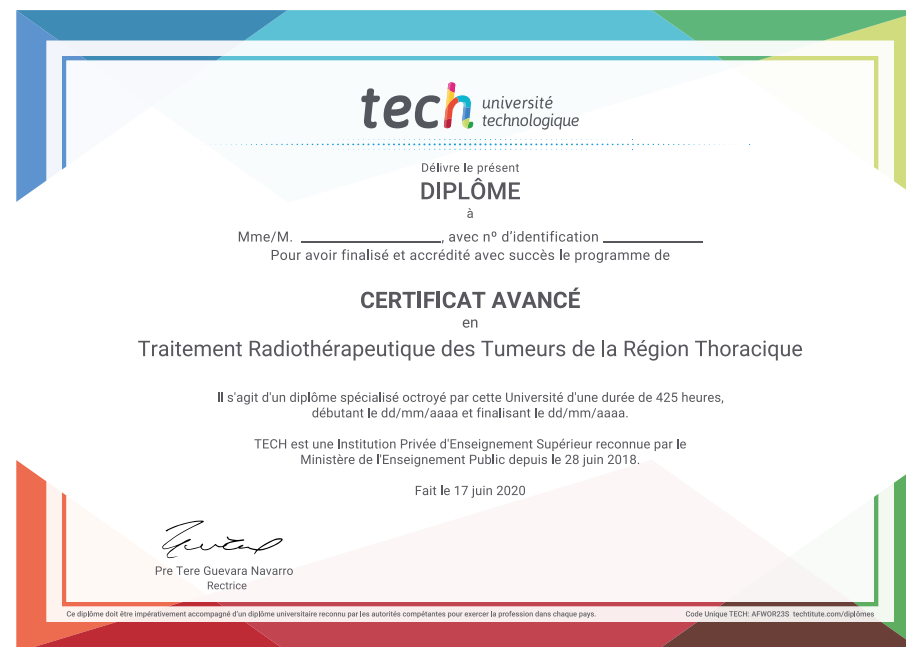 tech université
technologique
Délivre le présent
DIPLÔME
à
Mme/M. ____________________, avec nº d'identification ______________
Pour avoir finalisé et accrédité avec succès le programme de
CERTIFICAT AVANCÉ
en
Traitement Radiothérapeutique des Tumeurs de la Région Thoracique
Il s'agit d'un diplôme spécialisé octroyé par cette Université d'une durée de 425 heures,
débutant le dd/mm/aaaa et finalisant le dd/mm/aaaa.
TECH est une Institution Privée d'Enseignement Supérieur reconnue par le
Ministère de l'Enseignement Public depuis le 28 juin 2018.
Fait le 17 juin 2020
Pre Tere Guevara Navarro
Rectrice
Ce diplôme doit être impérativement accompagné d'un diplôme universitaire reconnu par les autorités compétantes pour exercer la profession dans chaque pays.
Code Unique TECH: AFWOR23S techtitute.com/diplômes